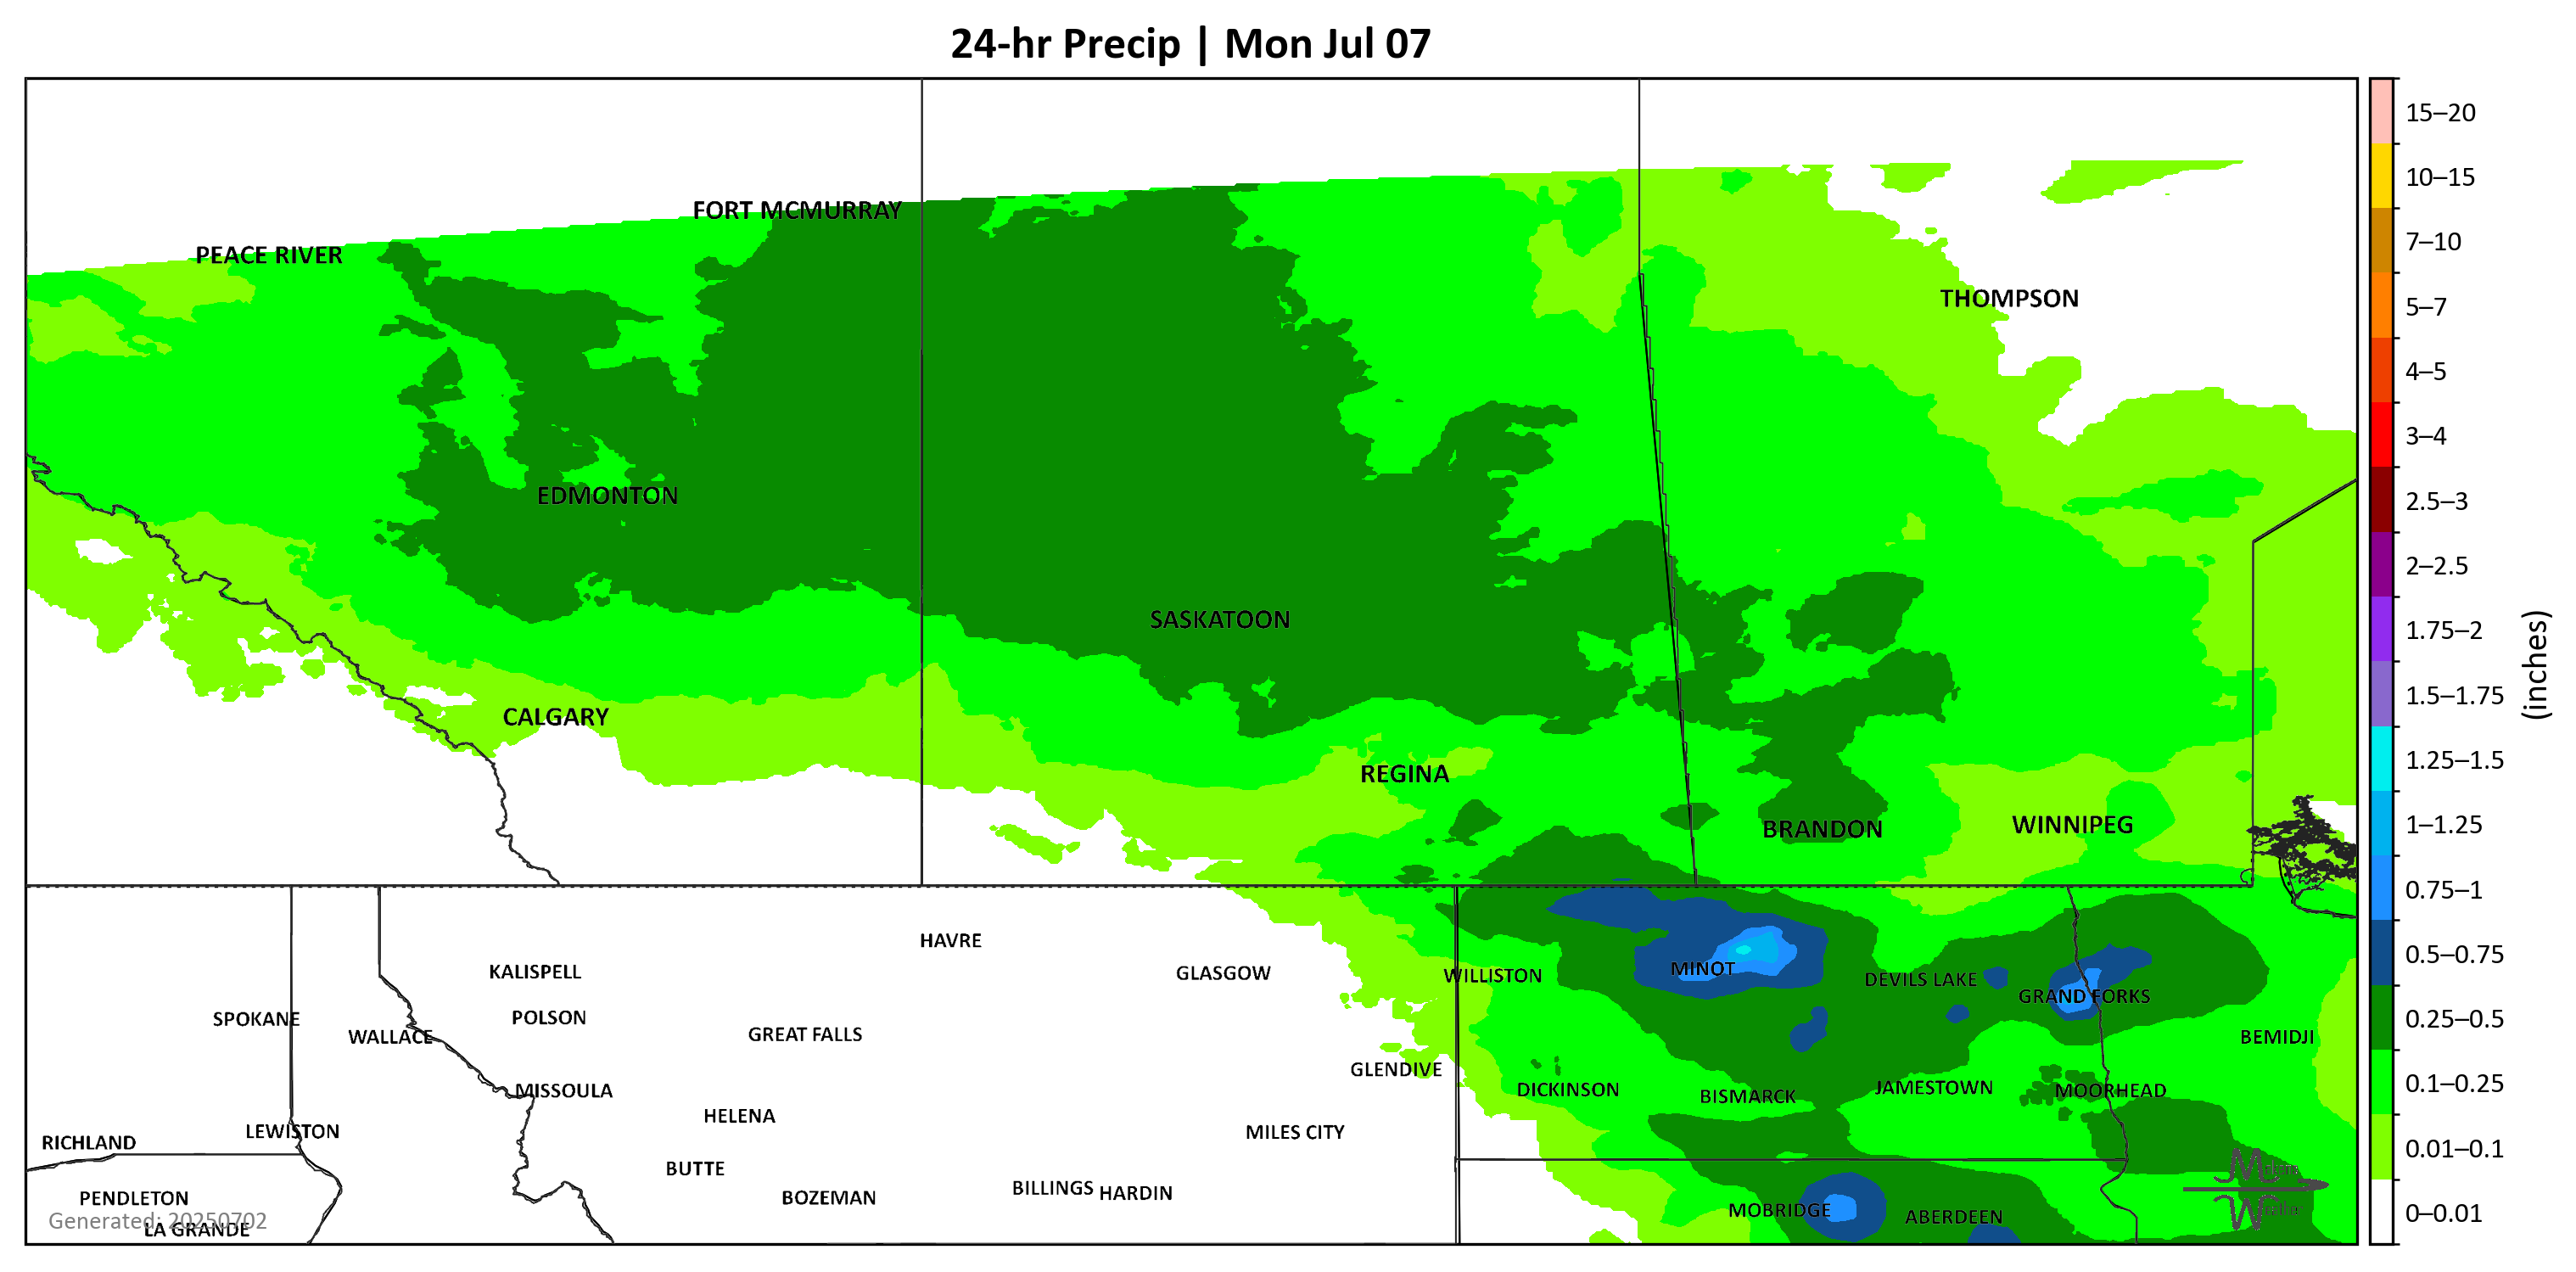 24-hr Precip | Mon Jul 07
FORT MCMURRAY
PEACE RIVER
THOMPSON
EDMONTON
SASKATOON
CALGARY
REGINA
WINNIPEG
BRANDON
HAVRE
KALISPELL
GLASGOW
WILLISTON
MINOT
DEVILS LAKE
GRAND FORKS
SPOKANE
POLSON
WALLACE
GREAT FALLS
BEMIDJI
GLENDIVE
MISSOULA
DICKINSON
BISMARCK
JAMESTOWN
MOORHEAD
HELENA
LEWISTON
MILES CITY
RICHLAND
BUTTE
PENDLETON
BOZEMAN
BILLINGS
HARDIN
MOBRIDGE
ABERDEEN
Generated: 20250702
LA GRANDE
15–20
10–15
7–10
5–7
4–5
3–4
2.5–3
2–2.5
1.75–2
1.5–1.75
1.25–1.5
1–1.25
0.75–1
0.5–0.75
0.25–0.5
0.1–0.25
0.01–0.1
0–0.01
(inches)